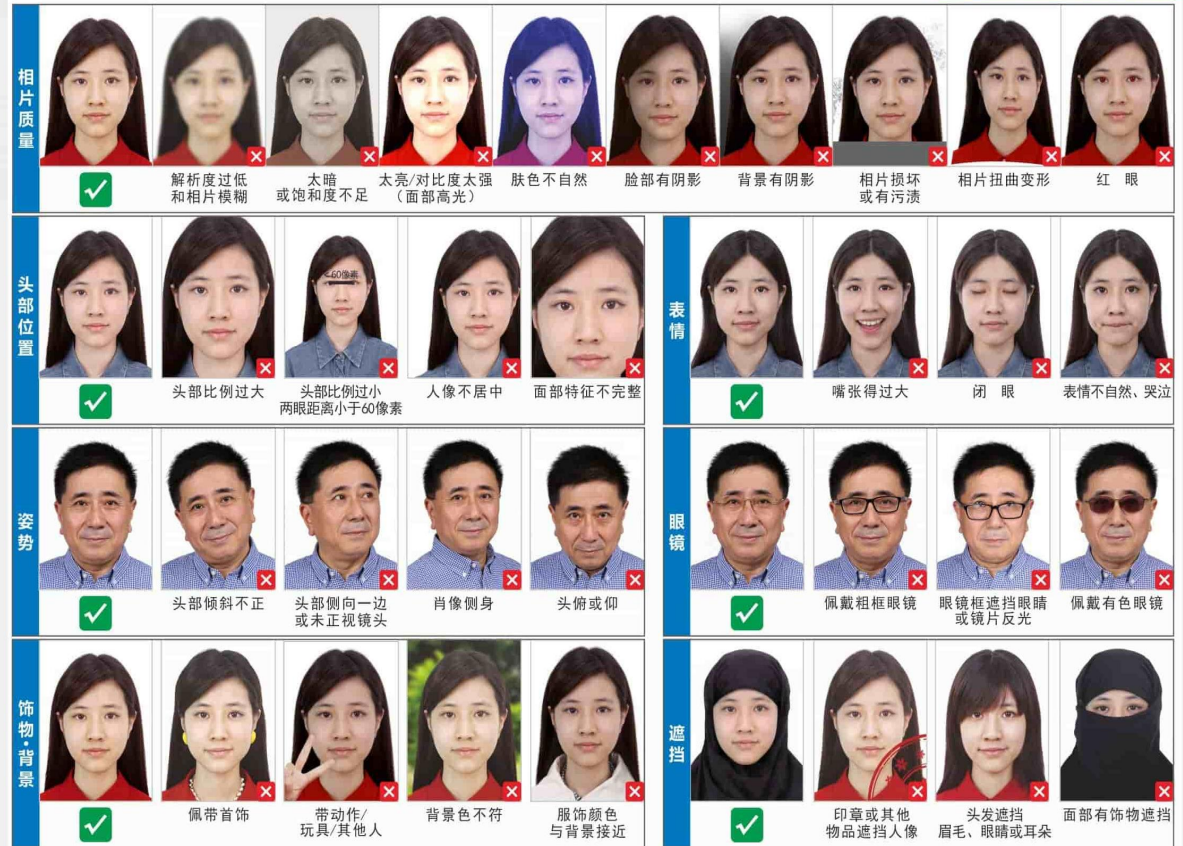 相片质量
解析度过低
和相片模糊
太暗
或饱和度不足
太亮/对比度太强
（面部高光）
肤色不自然
脸部有阴影
背景有阴影
相片损坏
或有污渍
相片扭曲变形
红 眼
头部位置
<60像素
头部比例过大
头部比例过小
两眼距离小于60像素
人像不居中
面部特征不完整
表情
嘴张得过大
闭 眼
表情不自然、哭泣
姿势
头部倾斜不正
头部侧向一边
或未正视镜头
肖像侧身
头俯或仰
眼镜
佩戴粗框眼镜
眼镜框遮挡眼睛
或镜片反光
佩戴有色眼镜
饰物·背景
佩带首饰
带动作/
玩具/其他人
背景色不符
服饰颜色
与背景接近
遮挡
印章或其他
物品遮挡人像
头发遮挡
眉毛、眼睛或耳朵
面部有饰物遮挡